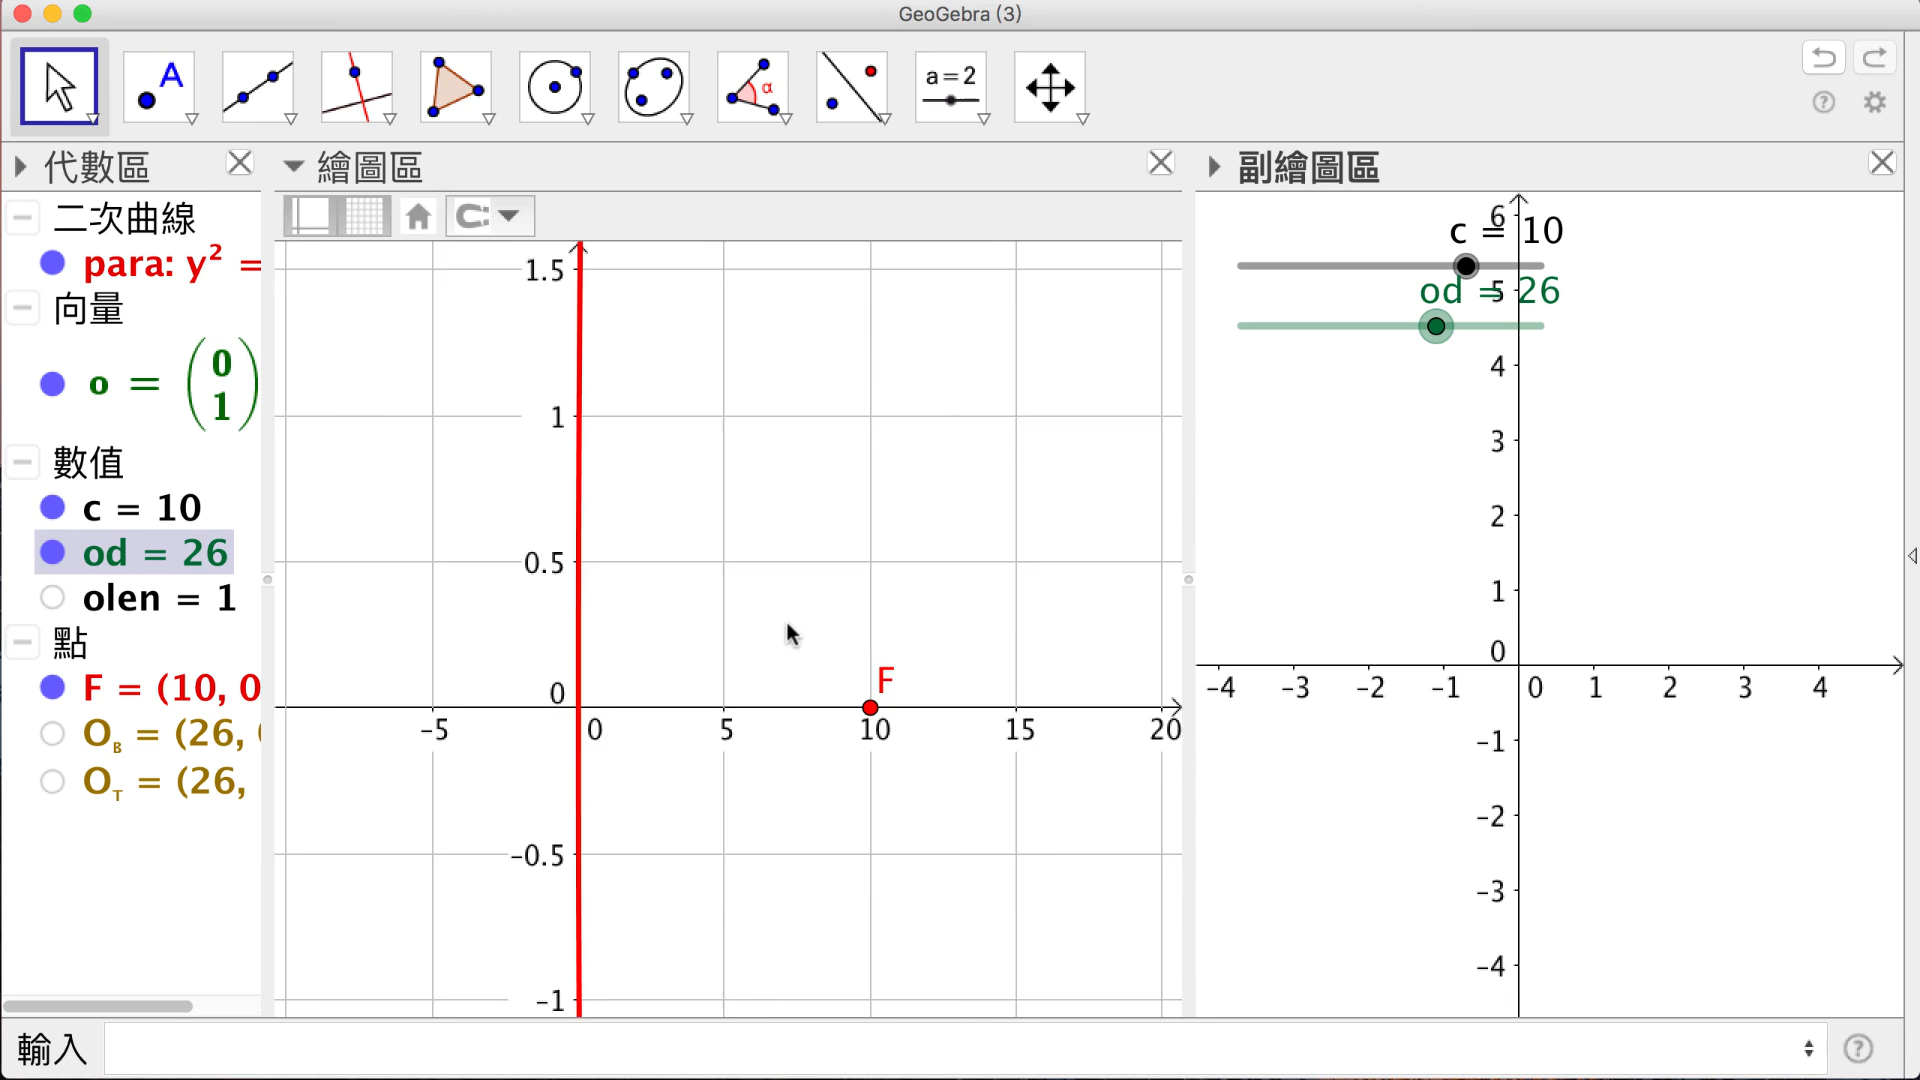 GeoGebra (3)
A
α
a = 2
代數區
繪圖區
副繪圖區
二次曲線
para: y² =
向量
o = (0
1)
數值
c = 10
od = 26
olen = 1
點
F = (10, 0
O_B = (26,
O_T = (26,
1.5
1
0.5
0
-0.5
-1
F
-5
0
5
10
15
20
c = 10
od = 26
6
5
4
3
2
1
0
-1
-2
-3
-4
-4
-3
-2
-1
0
1
2
3
4
輸入